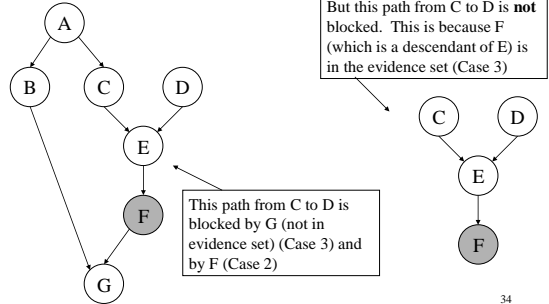 But this path from C to D is not
blocked. This is because F
(which is a descendant of E) is
in the evidence set (Case 3)
A
B
C
D
E
F
G
This path from C to D is
blocked by G (not in
evidence set) (Case 3) and
by F (Case 2)
C
D
E
F
34